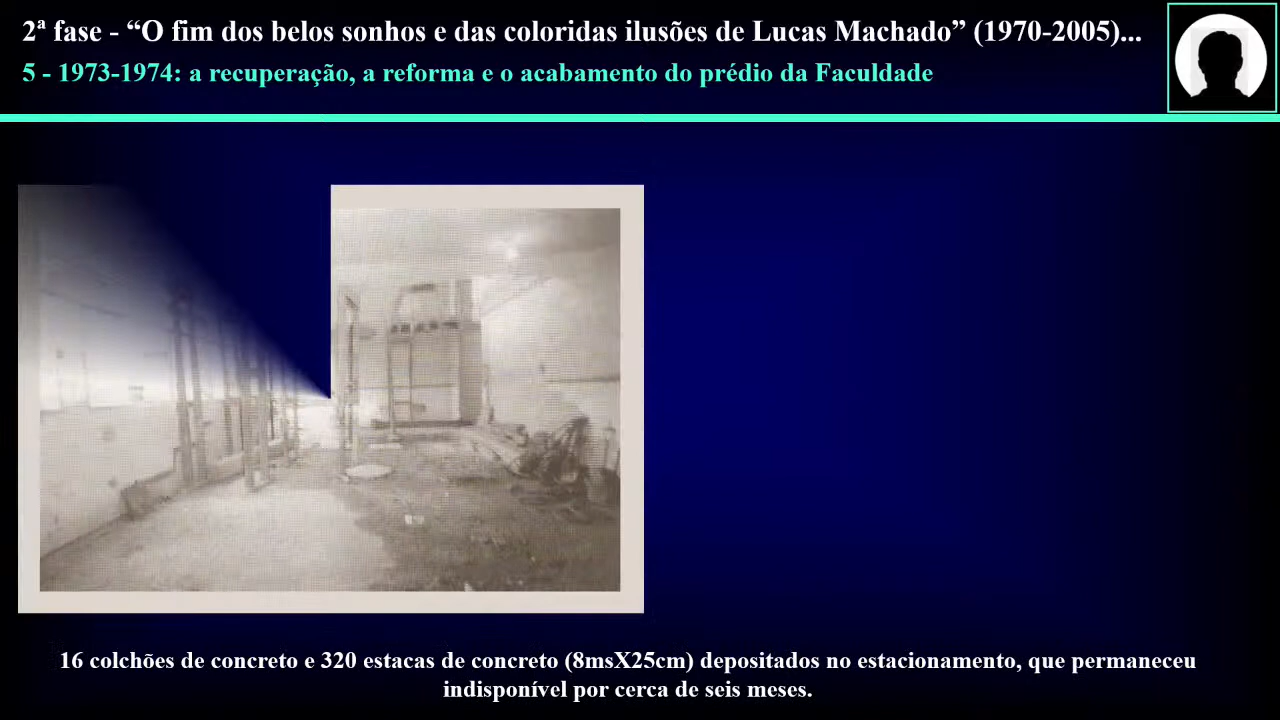 2ª fase - “O fim dos belos sonhos e das coloridas ilusões de Lucas Machado” (1970-2005)...
5 - 1973-1974: a recuperação, a reforma e o acabamento do prédio da Faculdade
16 colchões de concreto e 320 estacas de concreto (8msX25cm) depositados no estacionamento, que permaneceu
indisponível por cerca de seis meses.